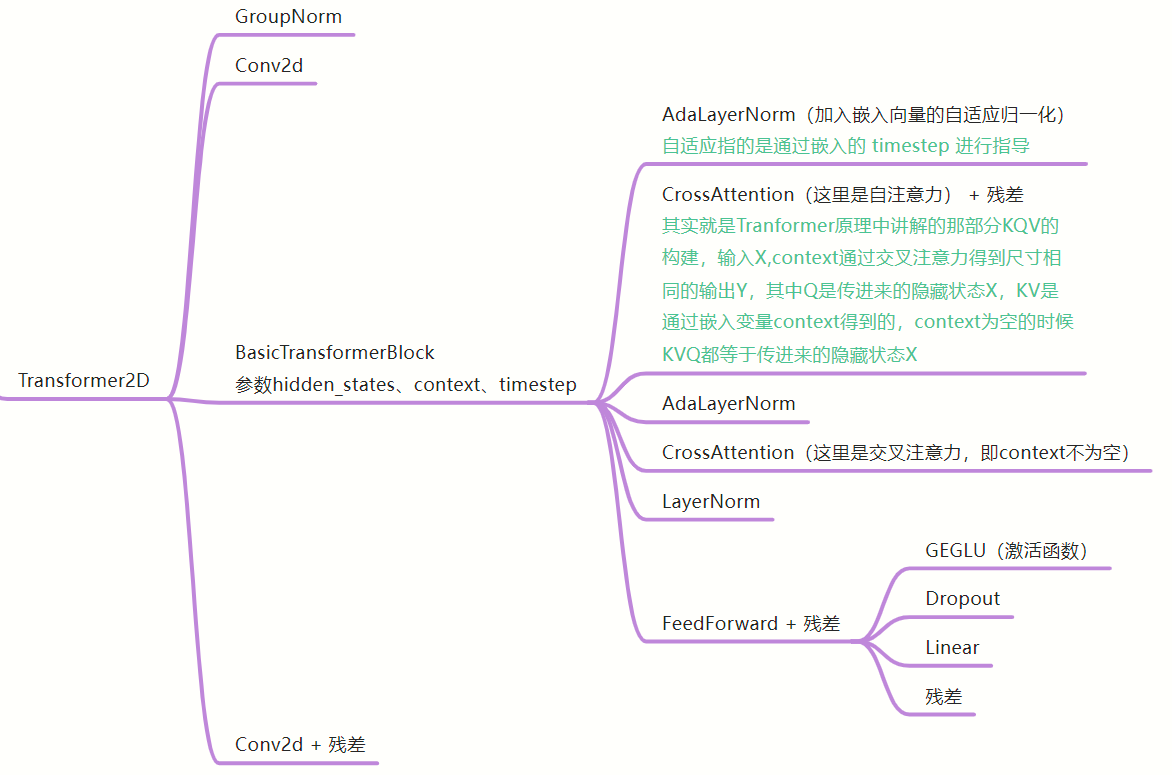 GroupNorm
Conv2d
AdaLayerNorm（加入嵌入向量的自适应归一化）
自适应指的是通过嵌入的 timestep 进行指导
CrossAttention（这里是自注意力） + 残差
其实就是Tranformer原理中讲解的那部分KQV的
构建，输入X,context通过交叉注意力得到尺寸相
同的输出Y，其中Q是传进来的隐藏状态X，KV是
通过嵌入变量context得到的，context为空的时候
KVQ都等于传进来的隐藏状态X
BasicTransformerBlock
参数hidden_states、context、timestep
Transformer2D
AdaLayerNorm
CrossAttention（这里是交叉注意力，即context不为空）
LayerNorm
GEGLU（激活函数）
Dropout
FeedForward + 残差
Linear
残差
Conv2d + 残差